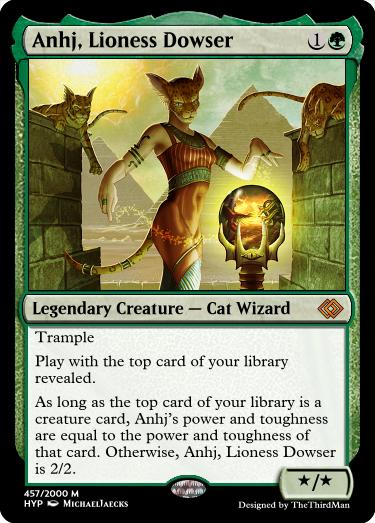 Anhj, Lioness Dowser 1
Legendary Creature — Cat Wizard
Trample
Play with the top card of your library
revealed.
As long as the top card of your library is a
creature card, Anhj's power and toughness
are equal to the power and toughness of
that card. Otherwise, Anhj, Lioness Dowser
is 2/2.
*/*
457/2000 M
HYP MichaelJaecks
Designed by TheThirdMan